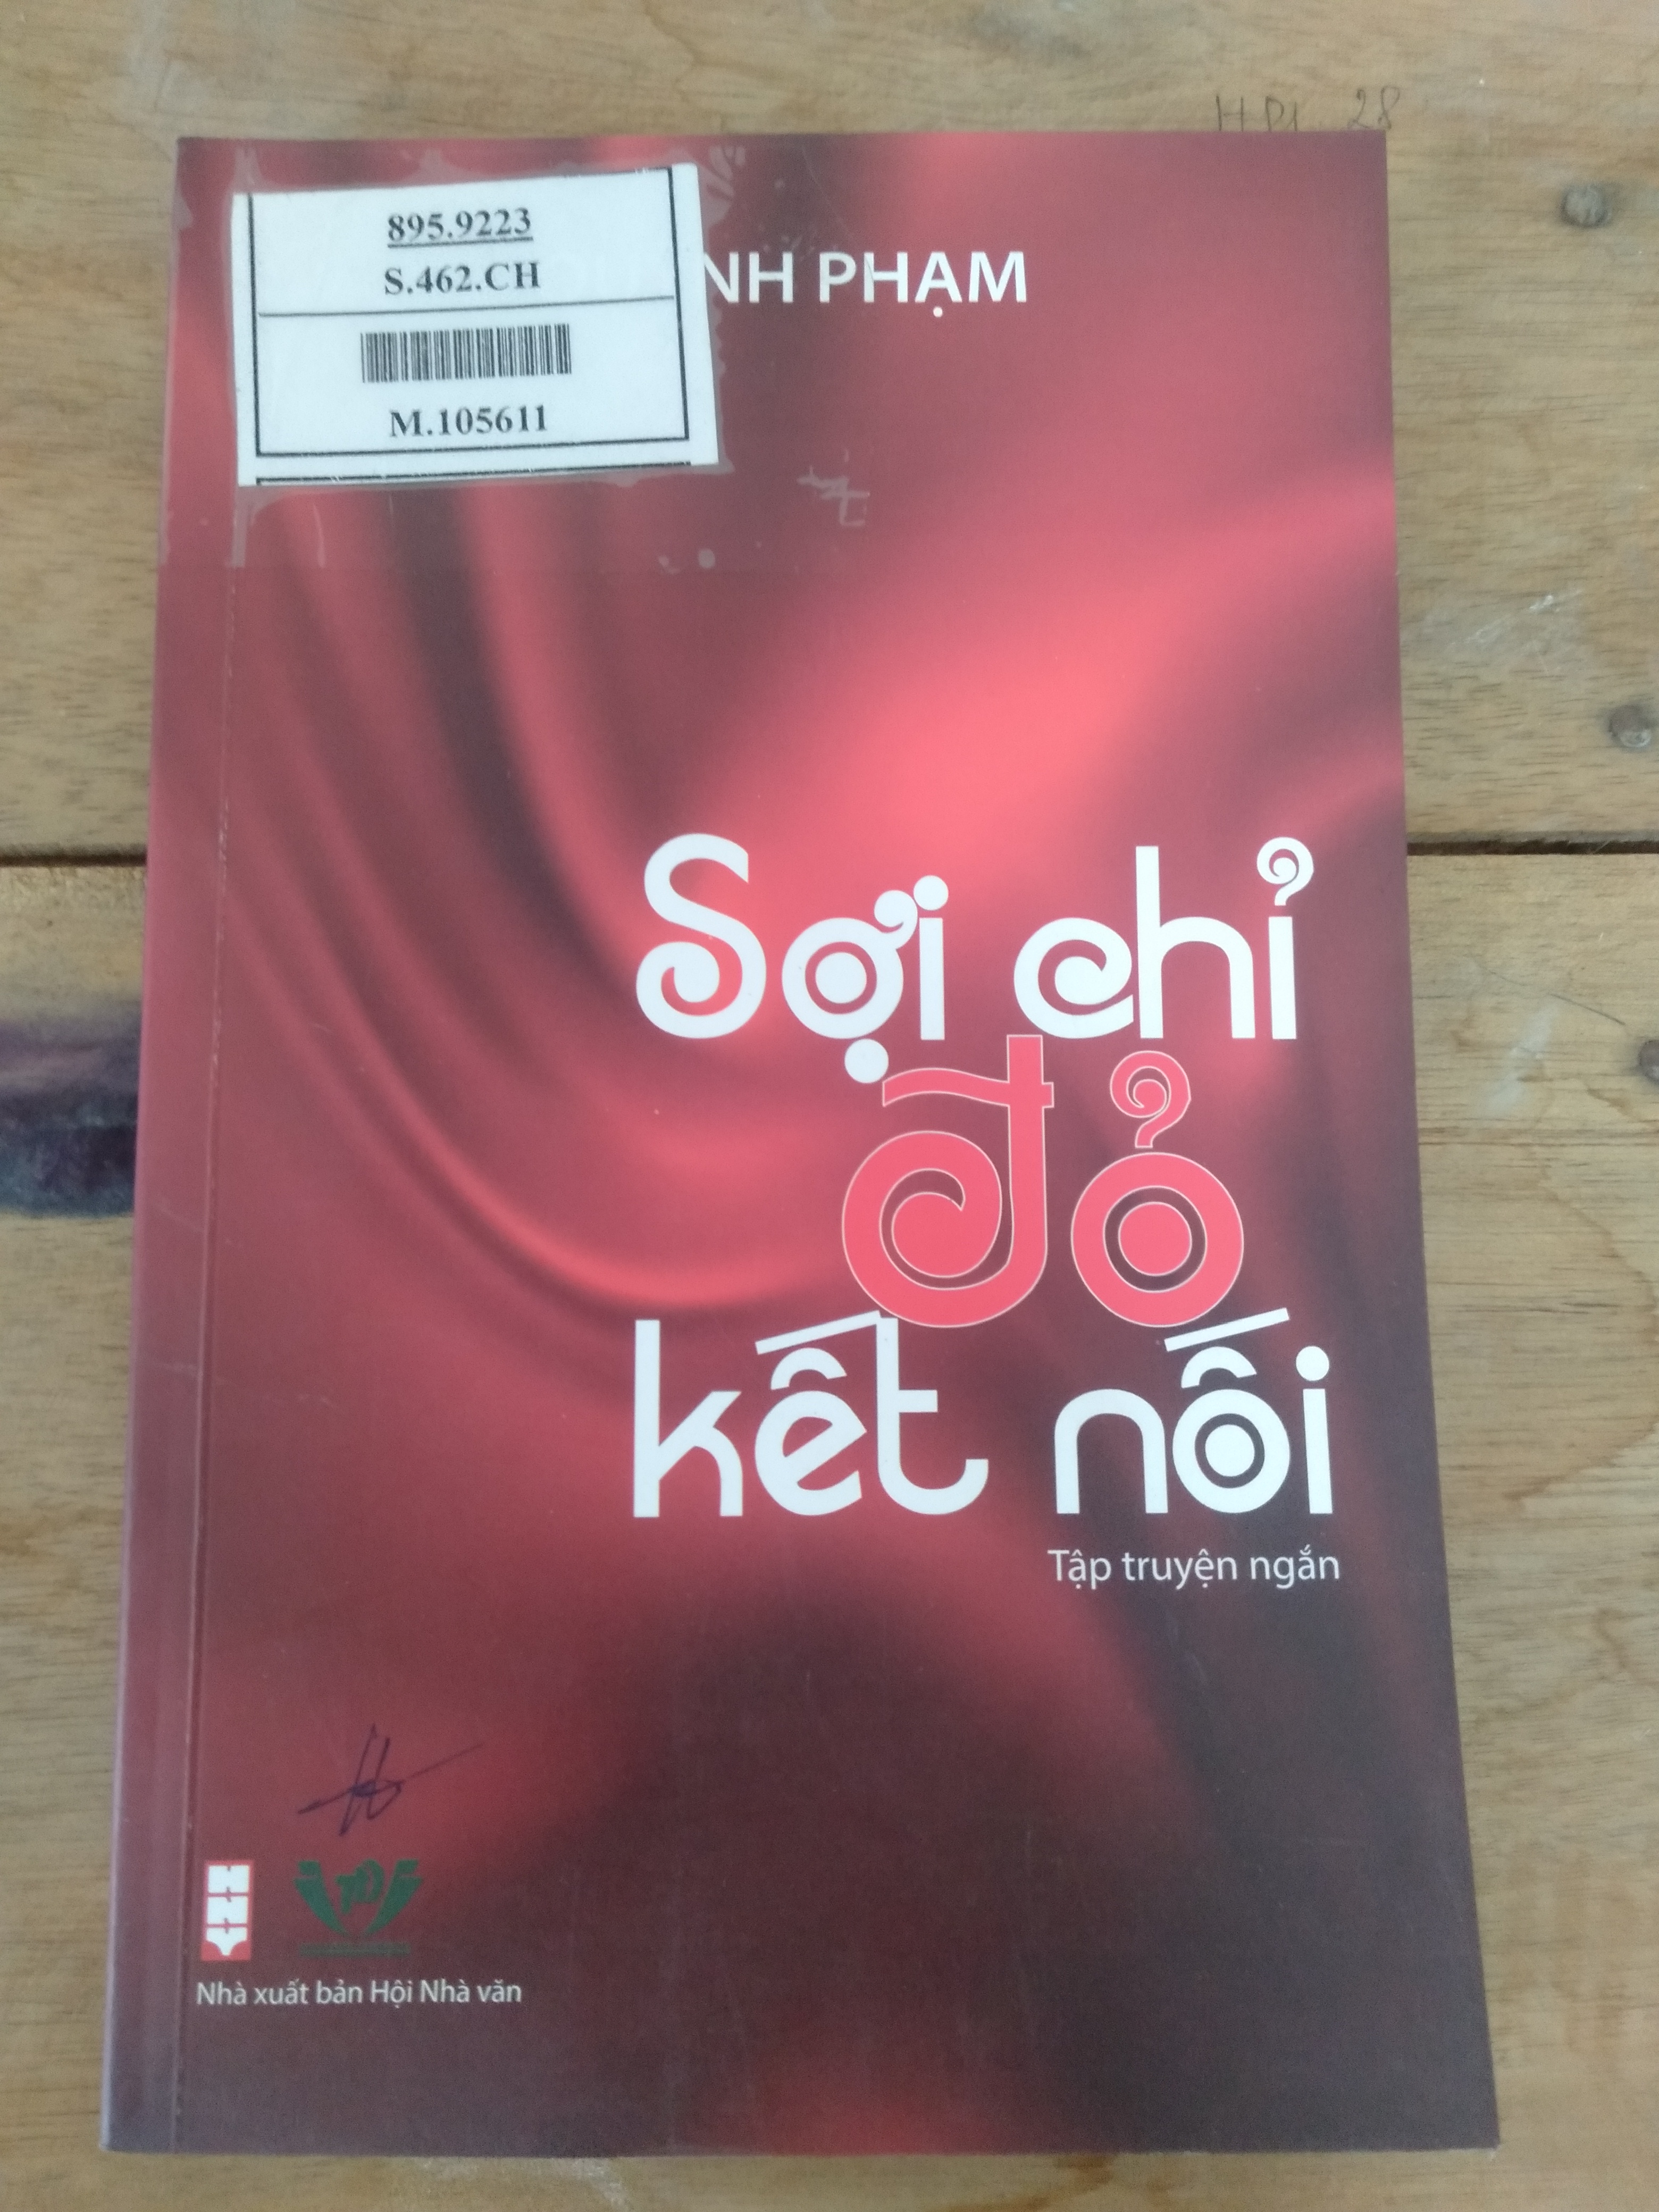 895.9223
S.462.CH
M.105611
NH PHẠM
Sợi chỉ
đỏ
kết nối
Tập truyện ngắn
Nhà xuất bản Hội Nhà văn